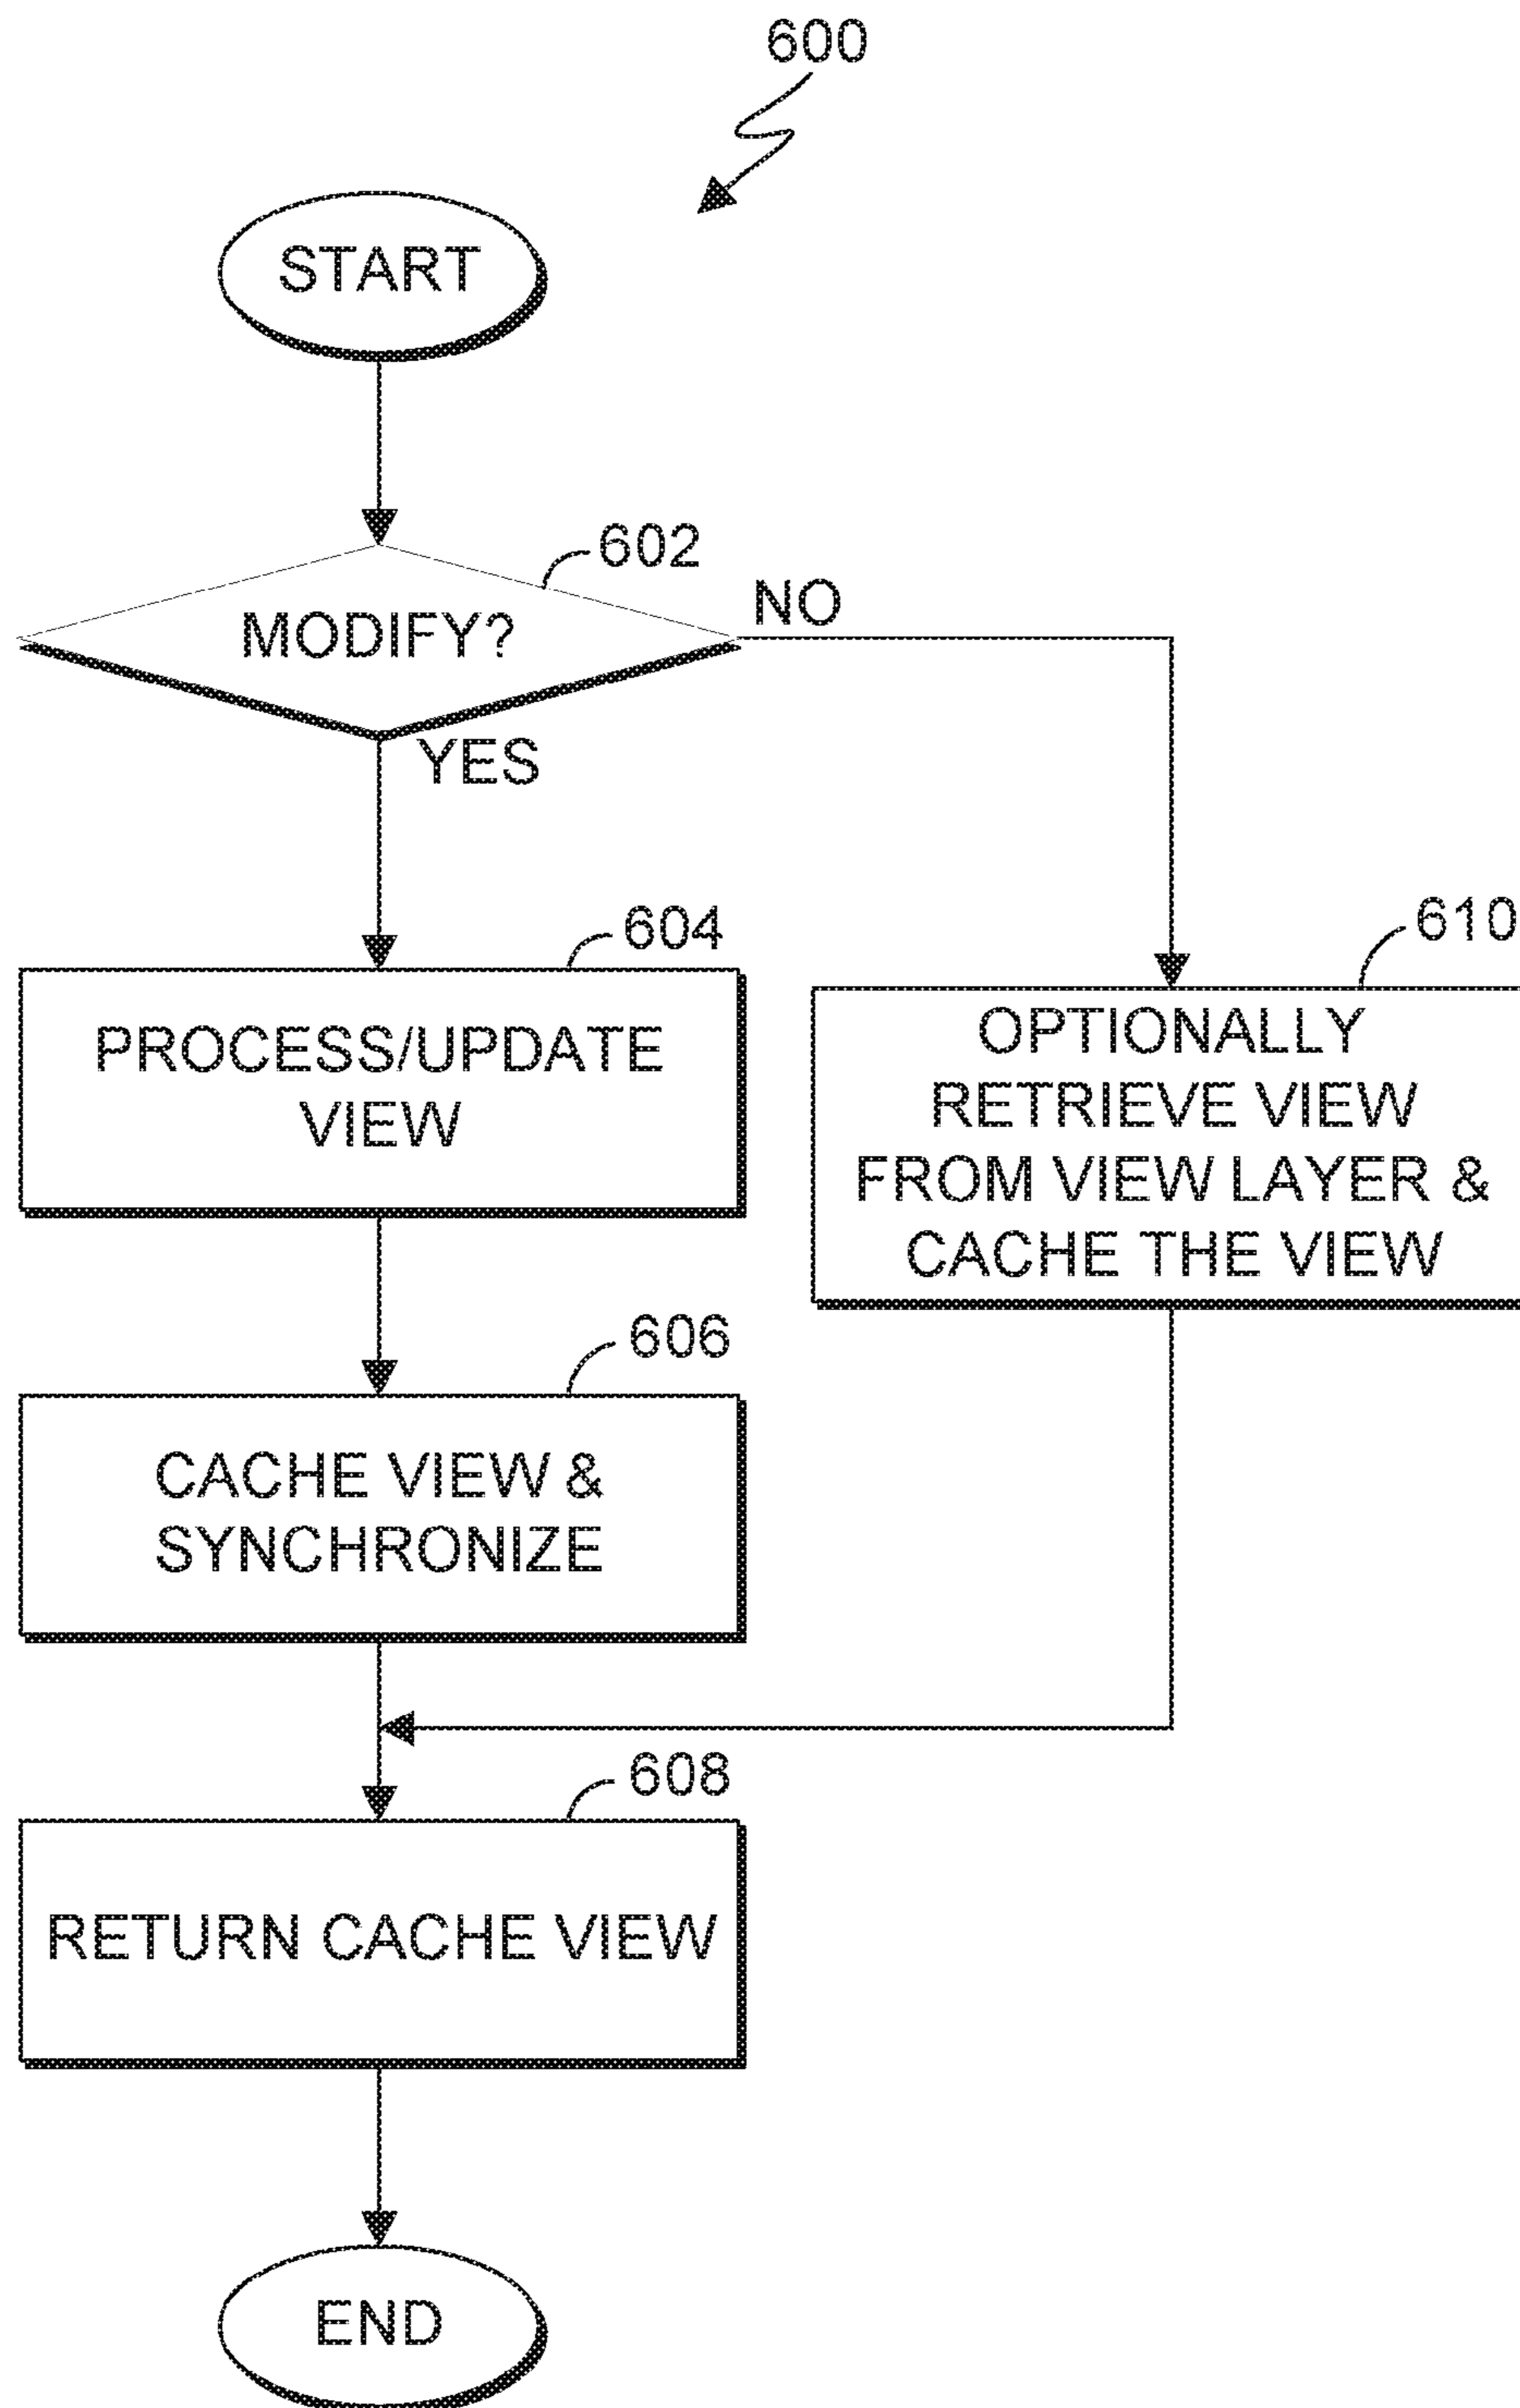 600
START
602
MODIFY?
NO
YES
604
PROCESS/UPDATE
VIEW
610
OPTIONALLY
RETRIEVE VIEW
FROM VIEW LAYER &
CACHE THE VIEW
606
CACHE VIEW &
SYNCHRONIZE
608
RETURN CACHE VIEW
END